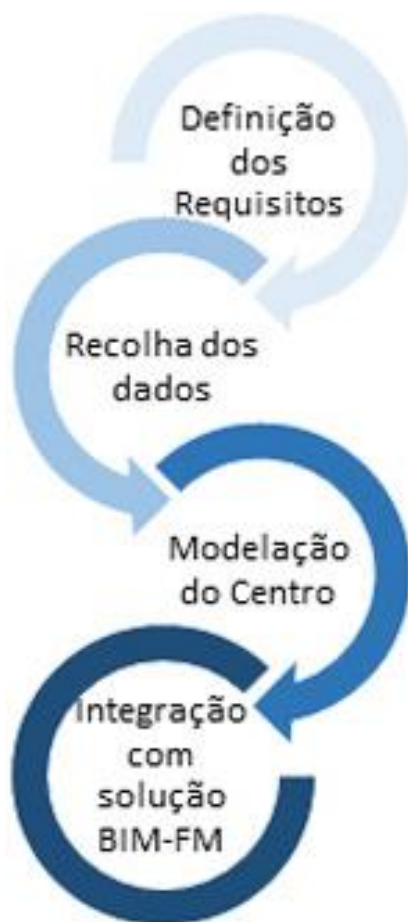 Definição
dos
Requisitos
Recolha dos
dados
Modelação
do Centro
Integração
com
solução
BIM-FM